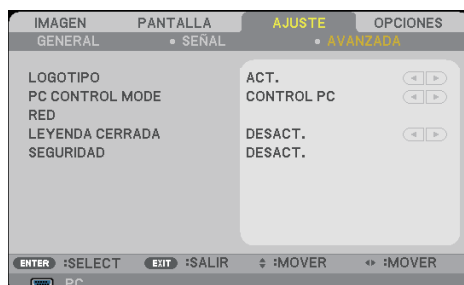 IMAGEN PANTALLA AJUSTE OPCIONES
GENERAL • SEÑAL • AVANZADA
LOGOTIPO ACT.
PC CONTROL MODE CONTROL PC
RED
LEYENDA CERRADA DESACT.
SEGURIDAD DESACT.
ENTER :SELECT EXIT :SALIR :MOVER :MOVER
PC